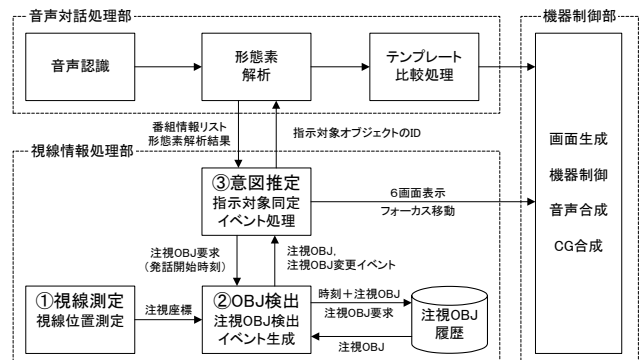 音声対話処理部
機器制御部
音声認識
形態素
解析
テンプレート
比較処理
番組情報リスト
形態素解析結果
指示対象オブジェクトのID
視線情報処理部
③意図推定
指示対象同定
イベント処理
6画面表示
フォーカス移動
画面生成
機器制御
音声合成
CG合成
注視OBJ要求
(発話開始時刻)
注視OBJ,
注視OBJ変更イベント
①視線測定
視線位置測定
注視座標
②OBJ検出
注視OBJ検出
イベント生成
時刻+注視OBJ
注視OBJ要求
注視OBJ
注視OBJ
履歴